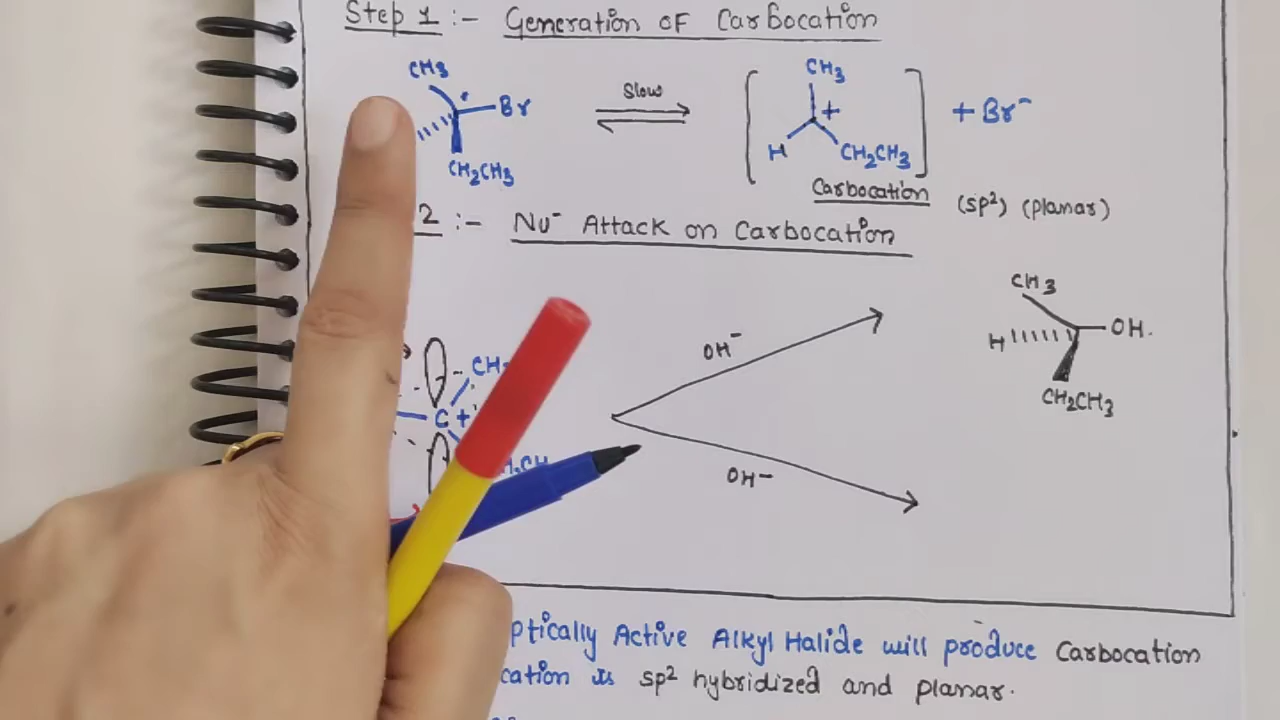 Step 1 :- Generation of Carbocation
CH3
Br
CH2CH3
Slow
CH3
+
H
CH2CH3
+ Br-
Carbocation (sp²) (planar)
2 :- Nu- Attack on Carbocation
C +
OH-
OH-
CH3
H
OH.
CH2CH3
ptically Active Alkyl Halide will produce Carbocation
cation is sp² hybridized and planar.